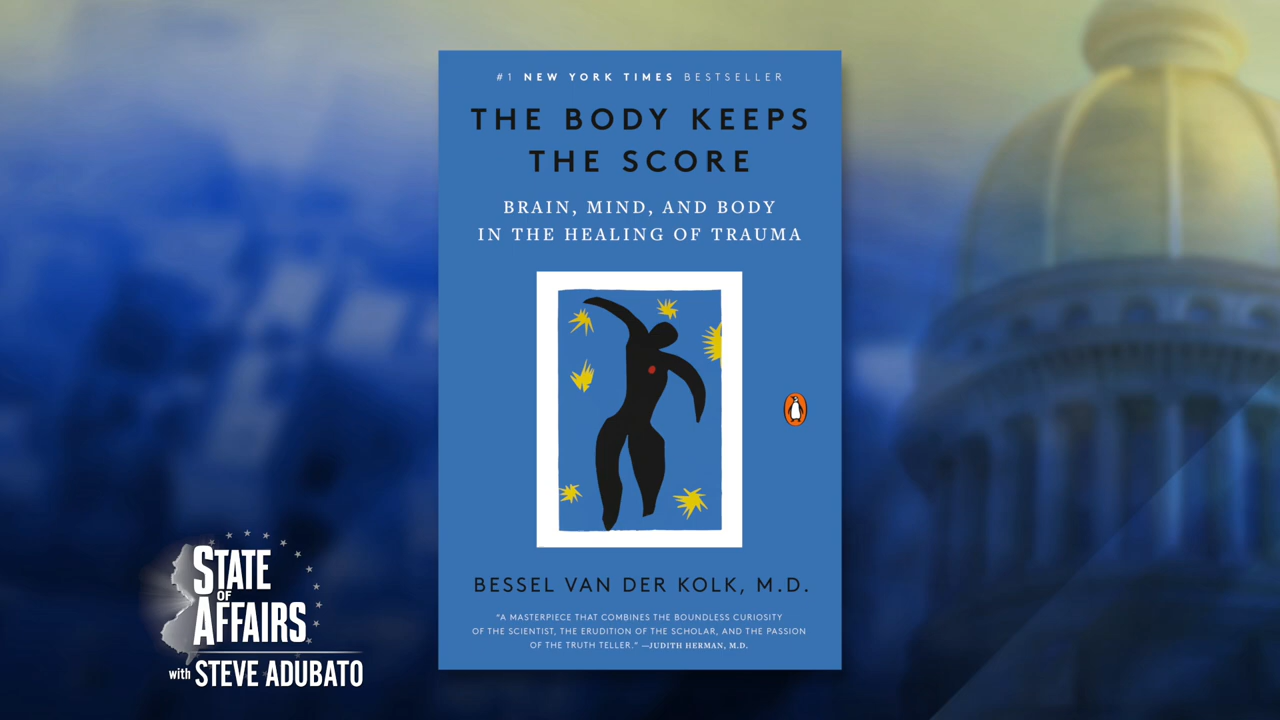 #1 NEW YORK TIMES BESTSELLER
THE BODY KEEPS
THE SCORE
BRAIN, MIND, AND BODY
IN THE HEALING OF TRAUMA
BESSEL VAN DER KOLK, M.D.
“A MASTERPIECE THAT COMBINES THE BOUNDLESS CURIOSITY
OF THE SCIENTIST, THE ERUDITION OF THE SCHOLAR, AND THE PASSION
OF THE TRUTH TELLER.” —JUDITH HERMAN, M.D.
STATE
OF
AFFAIRS
with STEVE ADUBATO